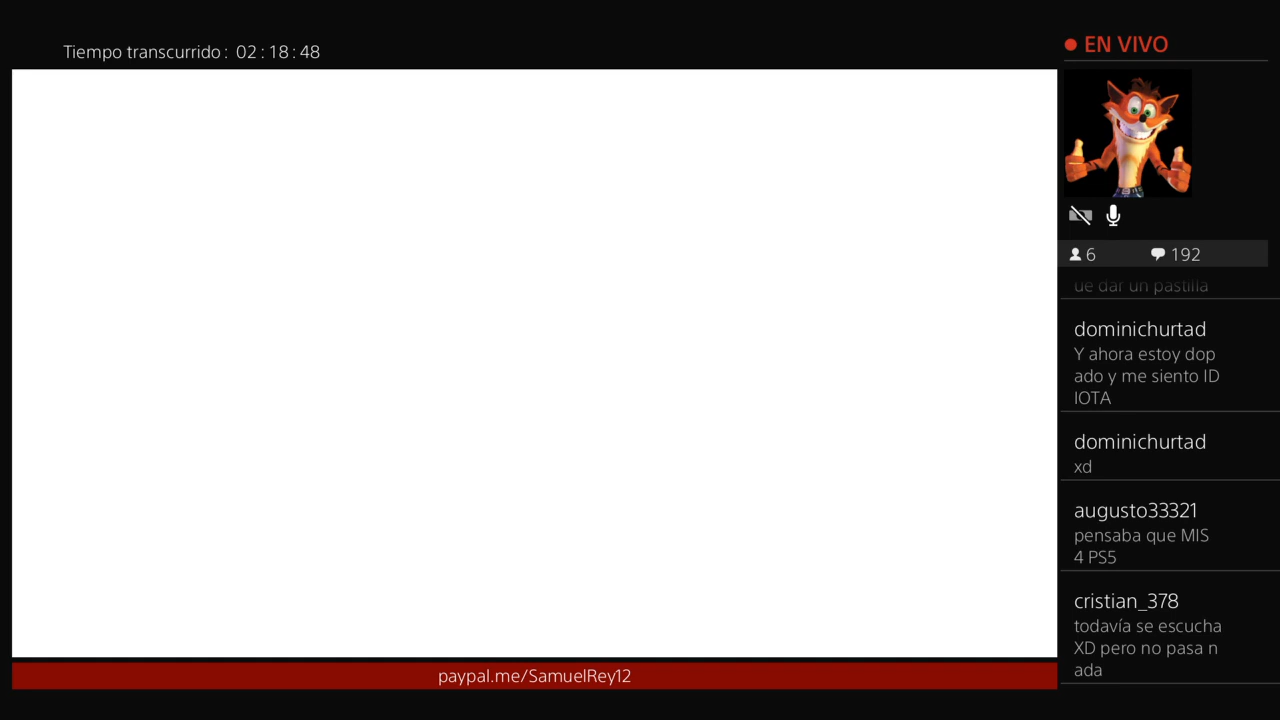 Tiempo transcurrido : 02 : 18 : 48
EN VIVO
6
192
ue dar un pastilla
dominichurtad
Y ahora estoy dop
ado y me siento ID
IOTA
dominichurtad
xd
augusto33321
pensaba que MIS
4 PS5
cristian_378
todavía se escucha
XD pero no pasa n
ada
paypal.me/SamuelRey12